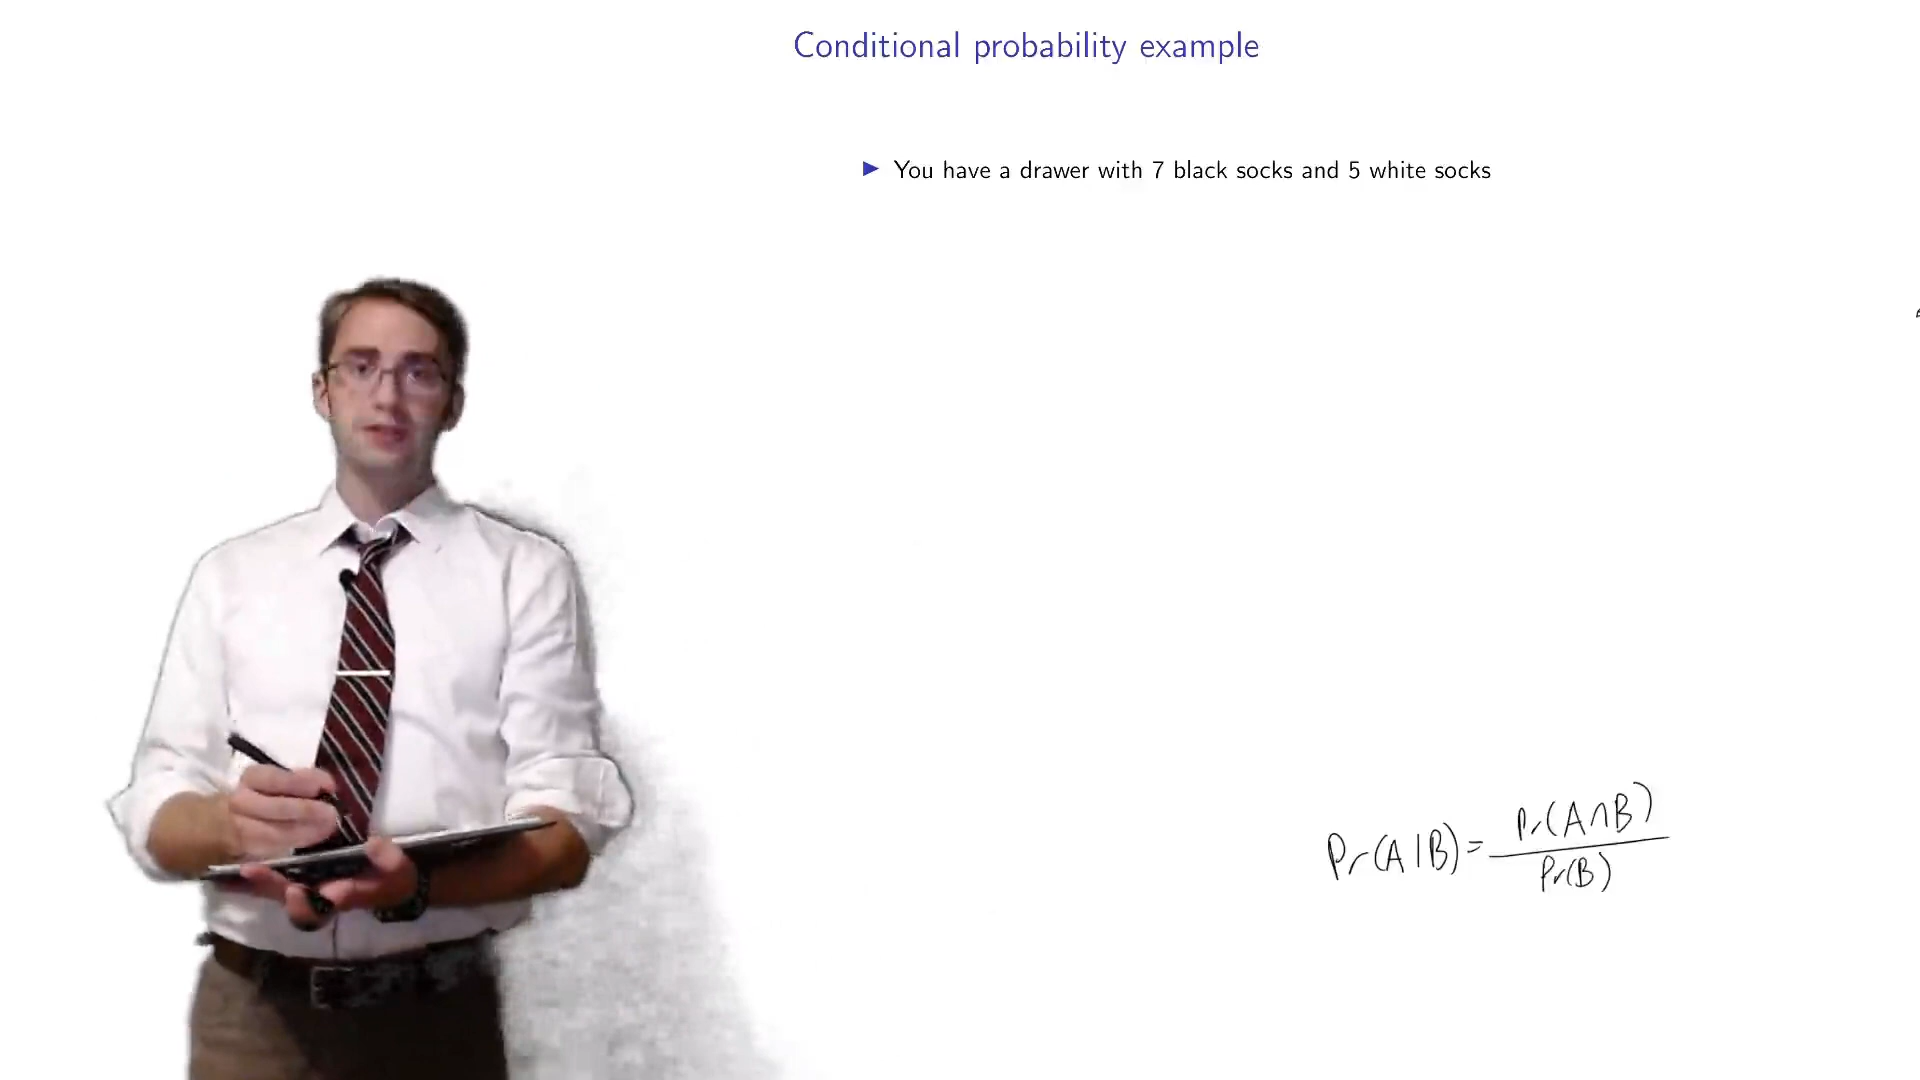 Conditional probability example
▶ You have a drawer with 7 black socks and 5 white socks
Pr(A|B) = Pr(A∩B) / Pr(B)